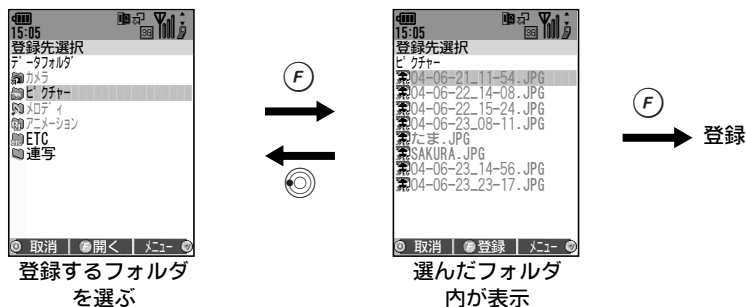 15:05
3G
登録先選択
データフォルダ
カメラ
ピクチャー
メロディ
アニメーション
ETC
連写
取消 F開く メニュー
登録するフォルダ
を選ぶ
F
15:05
3G
登録先選択
ピクチャー
04-06-21_11-54.JPG
04-06-22_14-08.JPG
04-06-22_15-24.JPG
04-06-23_08-11.JPG
たま.JPG
SAKURA.JPG
04-06-23_14-56.JPG
04-06-23_23-17.JPG
取消 F登録 メニュー
選んだフォルダ
内が表示
F
登録